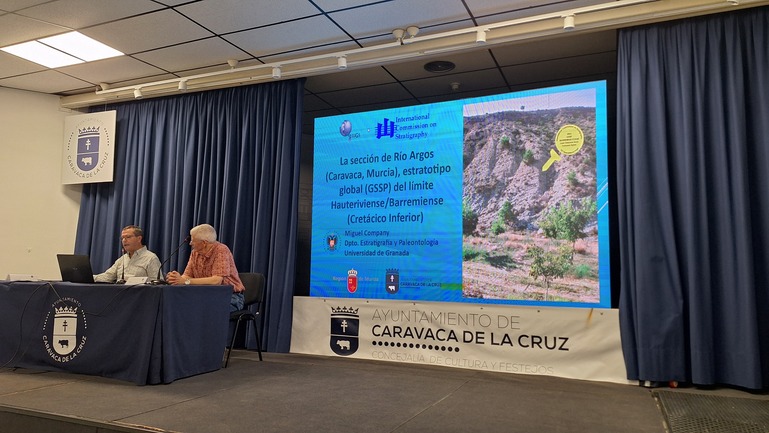 CARAVACA DE LA CRUZ
International
Commission on
Stratigraphy
La sección de Río Argos
(Caravaca, Murcia), estratotipo
global (GSSP) del límite
Hauteriviense/Barremiense
(Cretácico Inferior)
Miguel Company
Dpto. Estratigrafía y Paleontología
Universidad de Granada
AYUNTAMIENTO DE
CARAVACA DE LA CRUZ
CONCEJALÍA DE CULTURA Y FESTEJOS
AYUNTAMIENTO
CARAVACA DE LA CRUZ